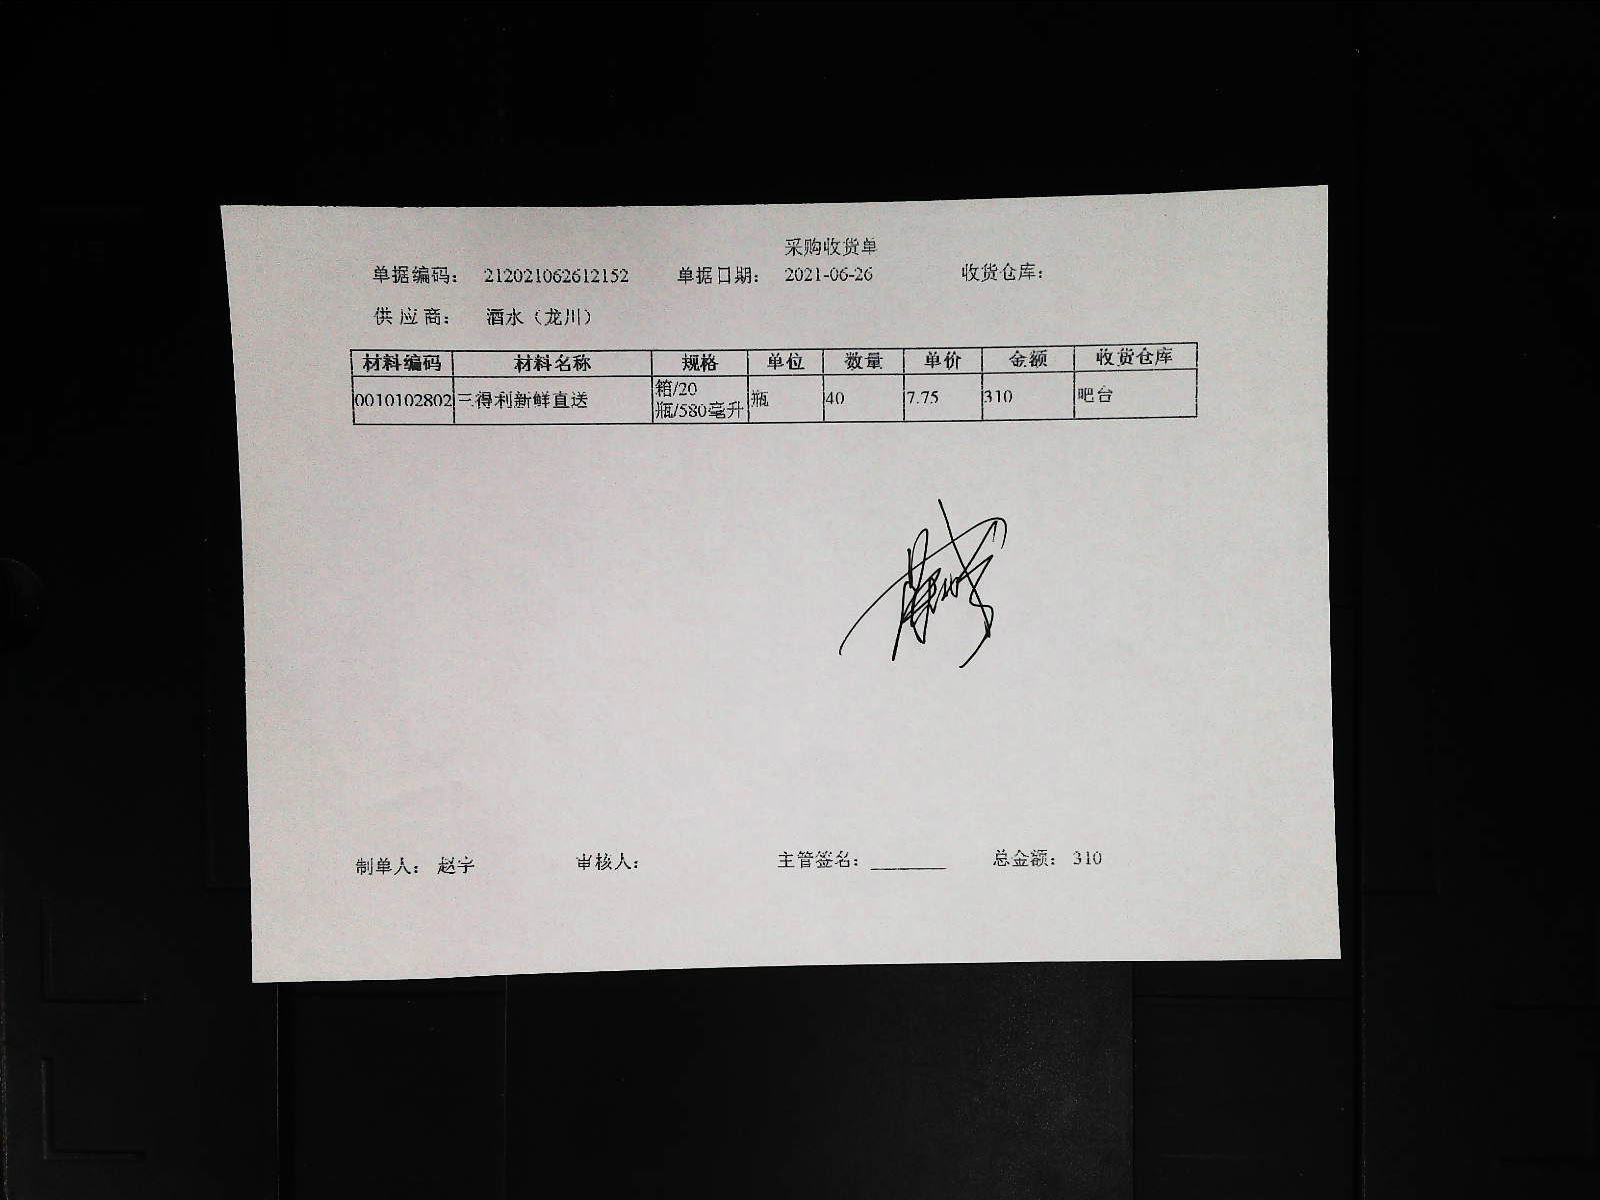 采购收货单
单据编码： 212021062612152 单据日期： 2021-06-26 收货仓库：
供 应 商： 酒水（龙川）
材料编码 材料名称 规格 单位 数量 单价 金额 收货仓库
0010102802 三得利新鲜直送 箱/20瓶/580毫升 瓶 40 7.75 310 吧台
制单人： 赵宇 审核人： 主管签名： ________ 总金额： 310